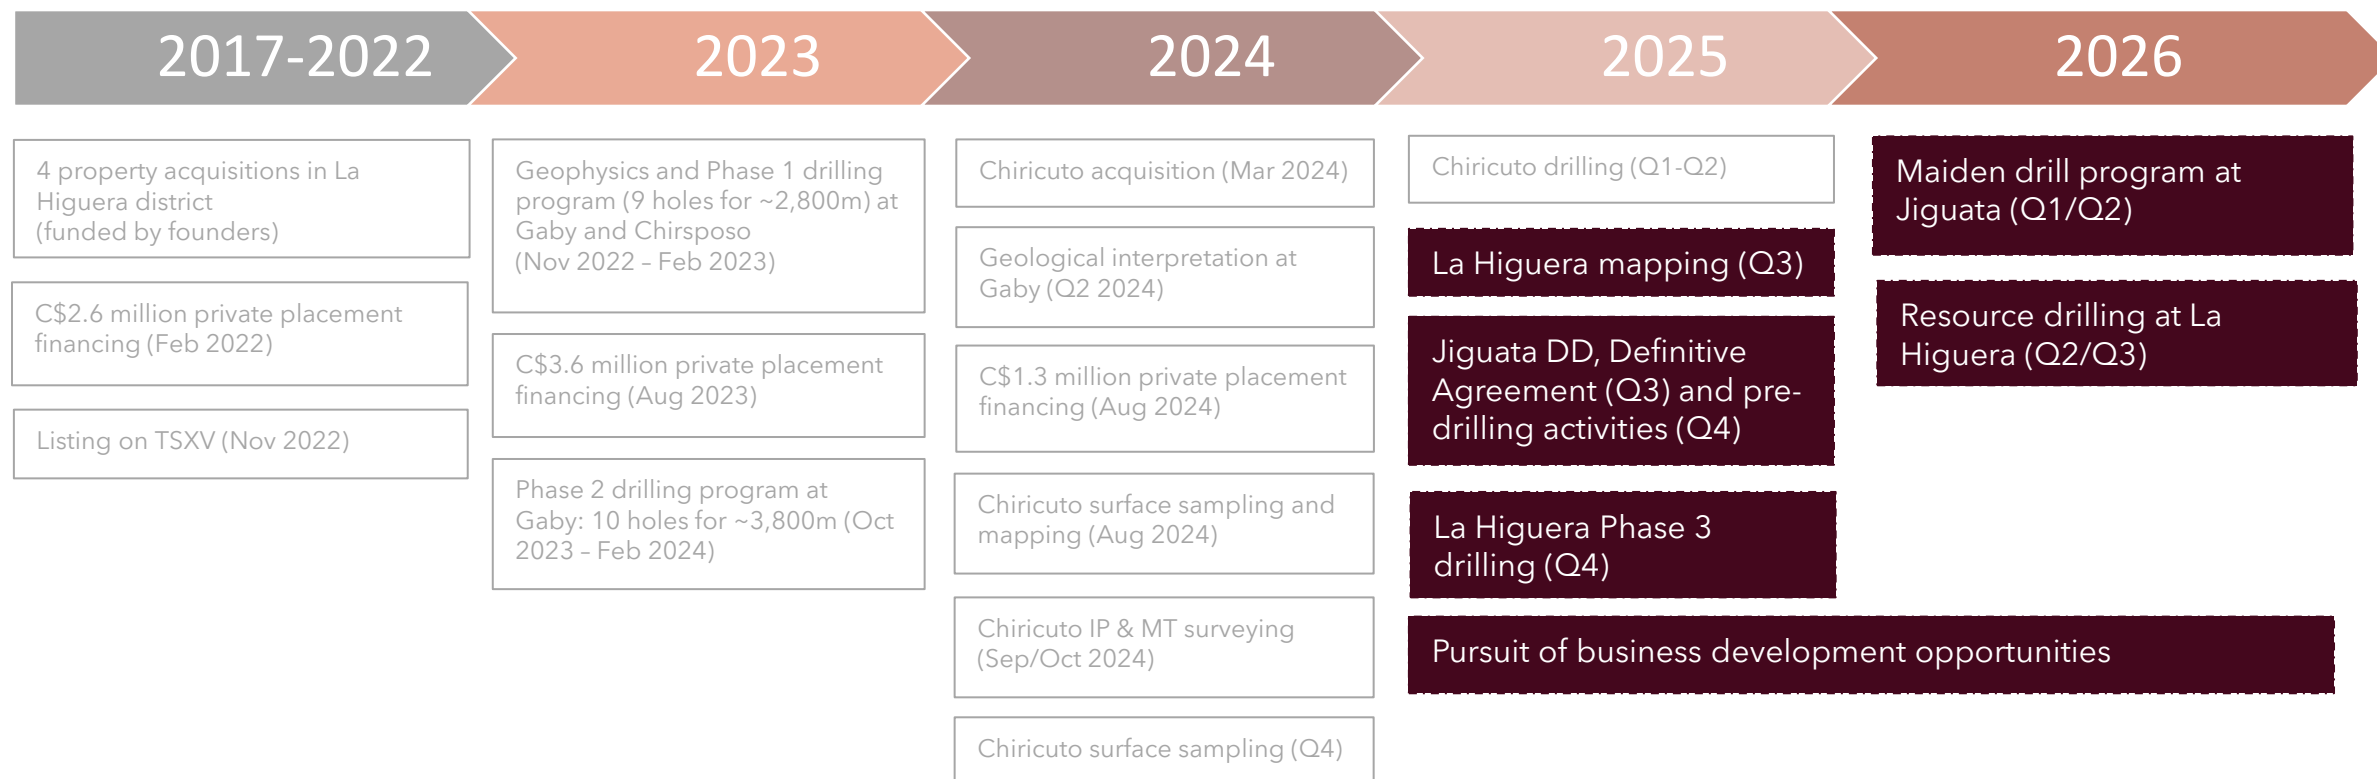 2017-2022
2023
2024
2025
2026
4 property acquisitions in La
Higuera district
(funded by founders)
C$2.6 million private placement
financing (Feb 2022)
Listing on TSXV (Nov 2022)
Geophysics and Phase 1 drilling
program (9 holes for ~2,800m) at
Gaby and Chirsposo
(Nov 2022 – Feb 2023)
C$3.6 million private placement
financing (Aug 2023)
Phase 2 drilling program at
Gaby: 10 holes for ~3,800m (Oct
2023 – Feb 2024)
Chiricuto acquisition (Mar 2024)
Geological interpretation at
Gaby (Q2 2024)
C$1.3 million private placement
financing (Aug 2024)
Chiricuto surface sampling and
mapping (Aug 2024)
Chiricuto IP & MT surveying
(Sep/Oct 2024)
Chiricuto surface sampling (Q4)
Chiricuto drilling (Q1-Q2)
La Higuera mapping (Q3)
Jiguata DD, Definitive
Agreement (Q3) and pre-
drilling activities (Q4)
La Higuera Phase 3
drilling (Q4)
Pursuit of business development opportunities
Maiden drill program at
Jiguata (Q1/Q2)
Resource drilling at La
Higuera (Q2/Q3)